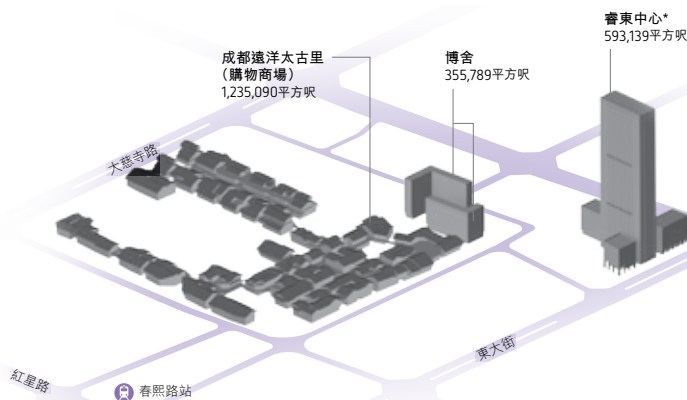 睿東中心*
593,139平方呎
成都遠洋太古里
(購物商場)
1,235,090平方呎
博舍
355,789平方呎
大慈寺路
東大街
紅星路
春熙路站